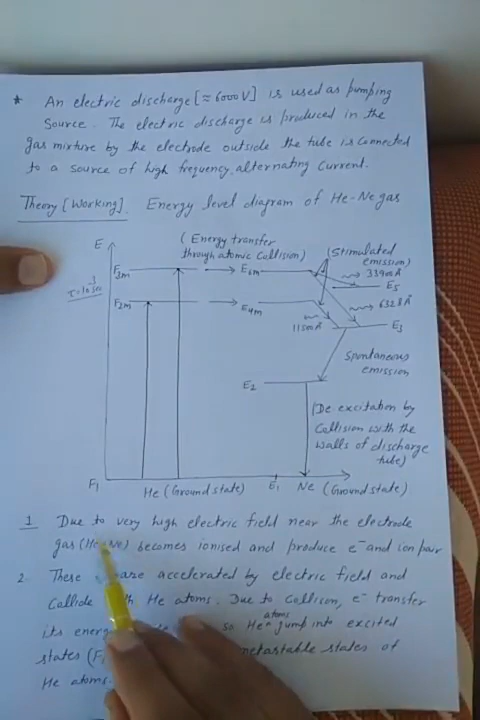 * An electric discharge [≈ 6000 V] is used as pumping
Source. The electric discharge is produced in the
gas mixture by the electrode outside the tube is connected
to a source of high frequency alternating current.
Theory [Working]. Energy level diagram of He-Ne gas
E
(Energy transfer
through atomic collision)
(Stimulated
emission)
F3m
E6m
3390Å
E5
τ=10⁻³sec
F2m
E4m
6328Å
11500Å
E3
Spontaneous
emission
E2
(De excitation by
Collision with the
walls of discharge
tube)
F1
He (Ground state)
E1
Ne (Ground state)
1 Due to very high electric field near the electrode
gas (He-Ne) becomes ionised and produce e⁻ and ion pair
2. These are accelerated by electric field and
Collide He atoms. Due to Collision, e⁻ transfer
its so He atoms jump into excited
states metastable states of
He atoms.